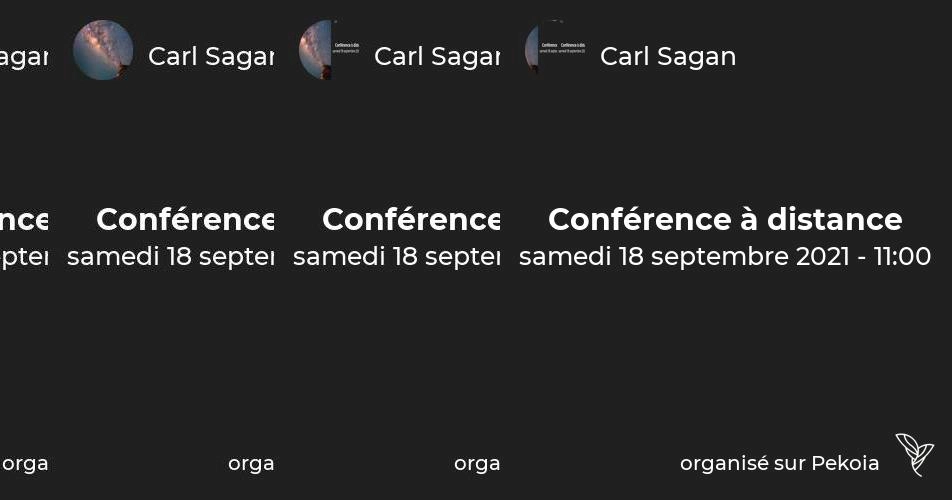 agar Carl Sagar Carl Sagar Carl Sagan
nce Conférence Conférence Conférence à distance
pter samedi 18 septer samedi 18 septer samedi 18 septembre 2021 - 11:00
orga orga orga organisé sur Pekoia